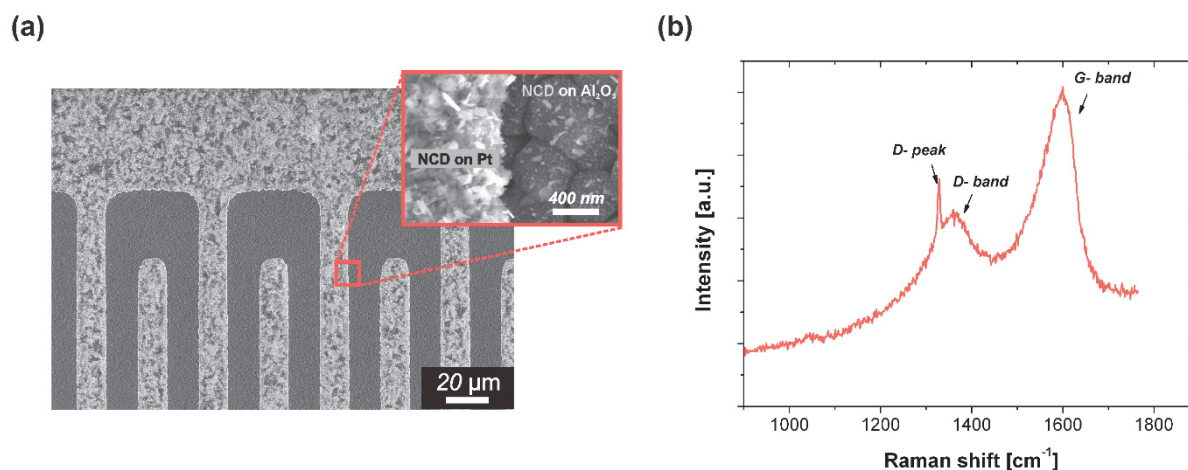 (a)
NCD on Al₂O₃
NCD on Pt
400 nm
20 µm
(b)
G- band
D- peak
D- band
Intensity [a.u.]
1000 1200 1400 1600 1800
Raman shift [cm⁻¹]